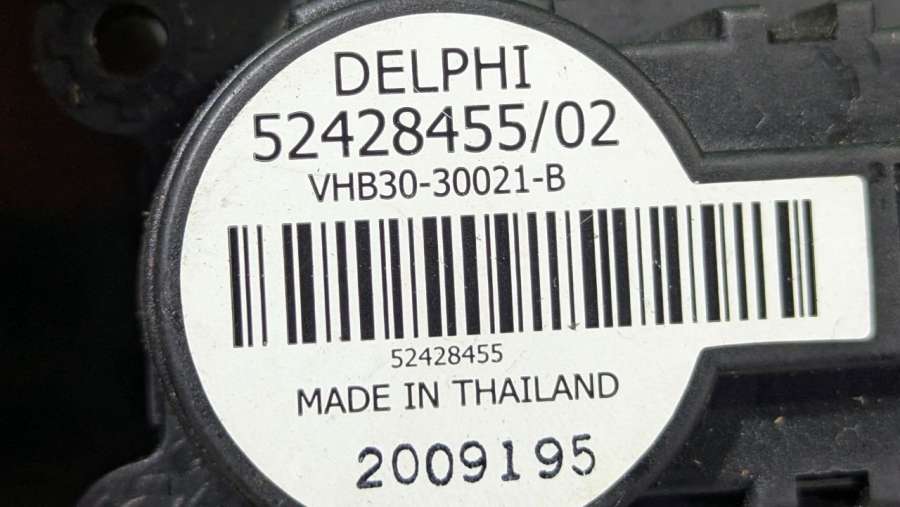 DELPHI
52428455/02
VHB30-30021-B
52428455
MADE IN THAILAND
2009195